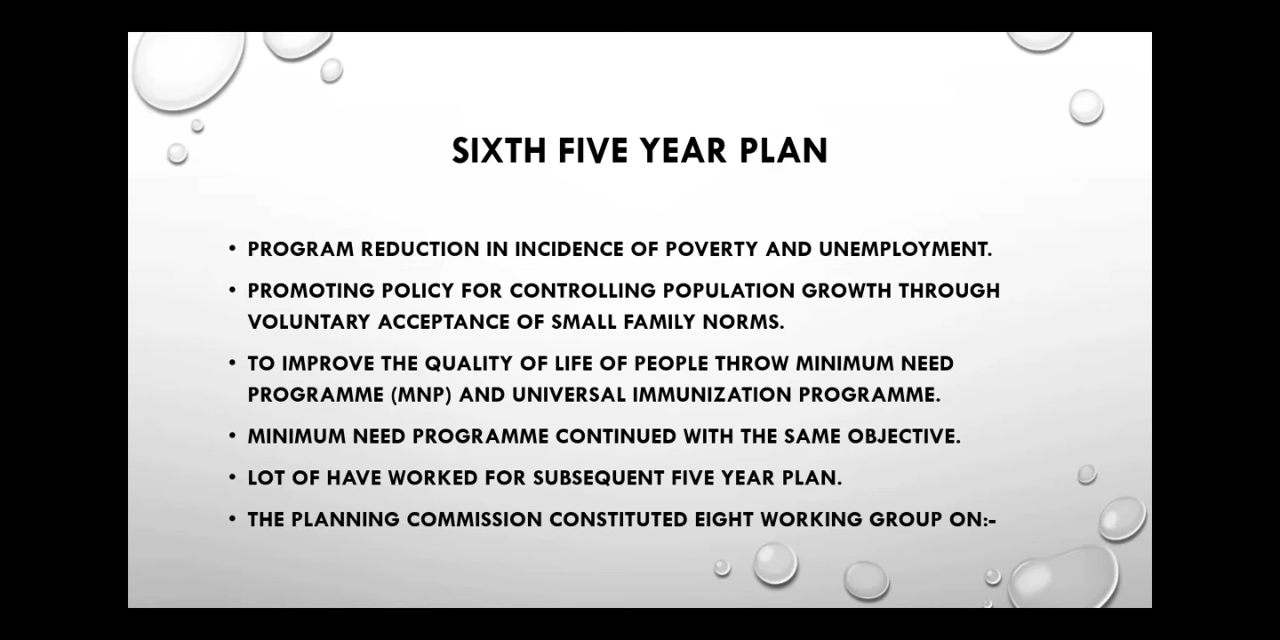 SIXTH FIVE YEAR PLAN
• PROGRAM REDUCTION IN INCIDENCE OF POVERTY AND UNEMPLOYMENT.
• PROMOTING POLICY FOR CONTROLLING POPULATION GROWTH THROUGH
VOLUNTARY ACCEPTANCE OF SMALL FAMILY NORMS.
• TO IMPROVE THE QUALITY OF LIFE OF PEOPLE THROW MINIMUM NEED
PROGRAMME (MNP) AND UNIVERSAL IMMUNIZATION PROGRAMME.
• MINIMUM NEED PROGRAMME CONTINUED WITH THE SAME OBJECTIVE.
• LOT OF HAVE WORKED FOR SUBSEQUENT FIVE YEAR PLAN.
• THE PLANNING COMMISSION CONSTITUTED EIGHT WORKING GROUP ON:-